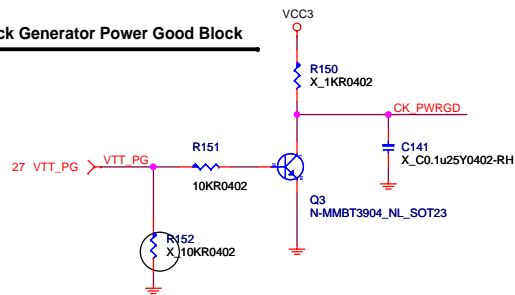 ck Generator Power Good Block
VCC3
R150
X_1KR0402
CK_PWRGD
C141
X_C0.1u25Y0402-RH
27 VTT_PG
VTT_PG
R151
10KR0402
Q3
N-MMBT3904_NL_SOT23
R152
X_10KR0402